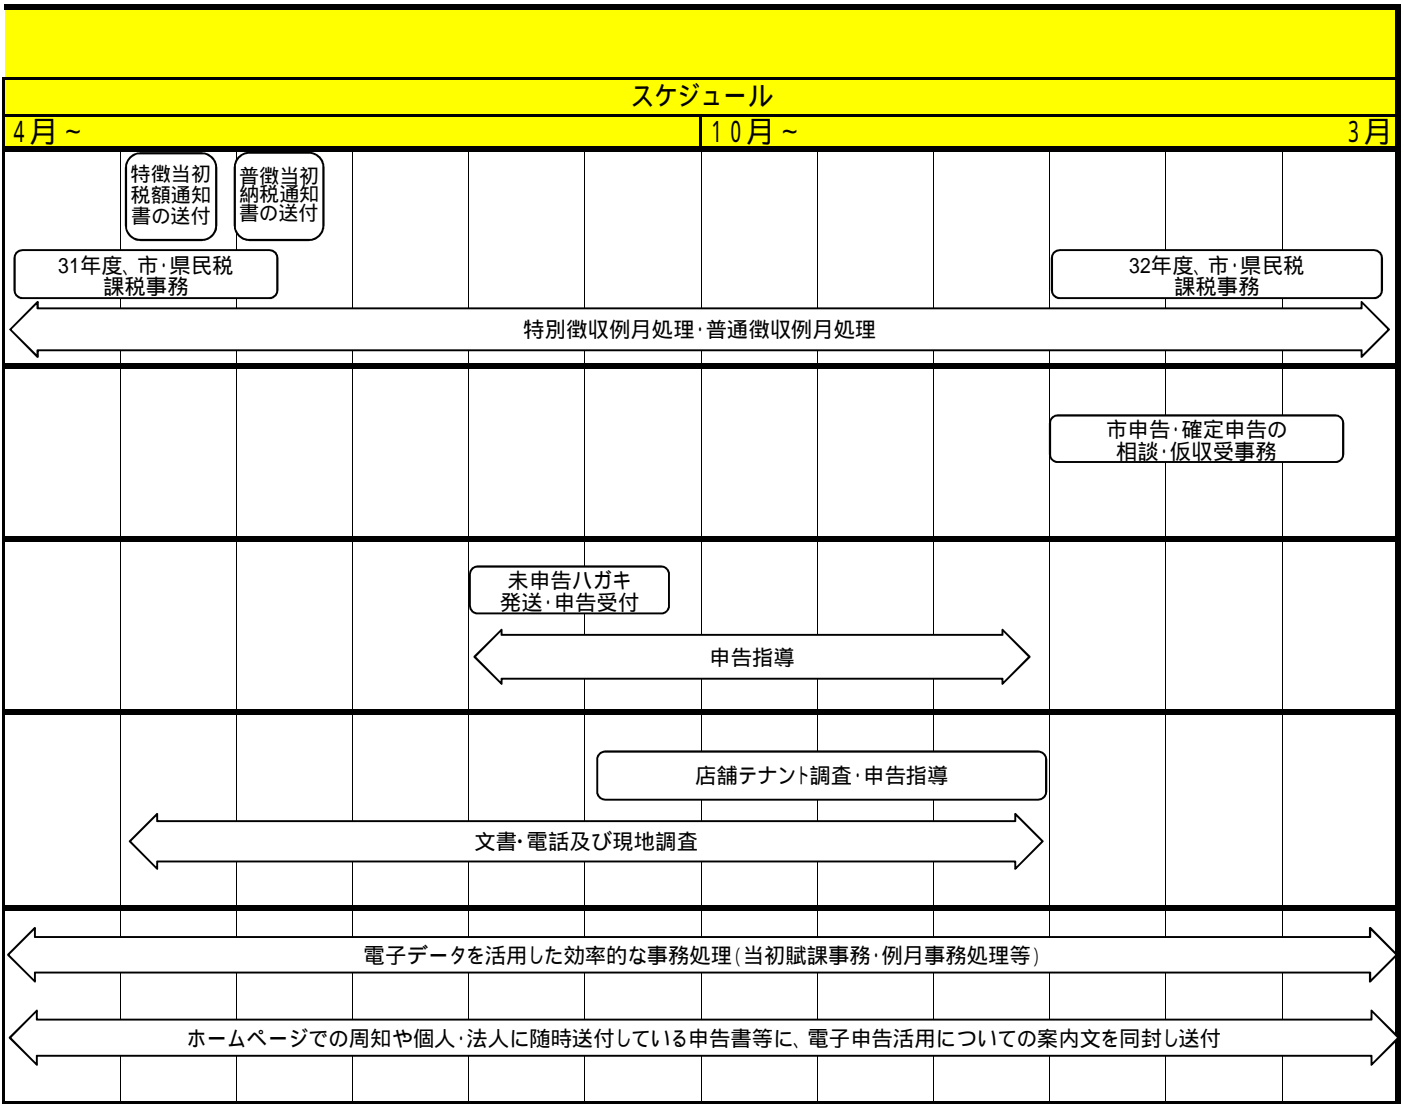 スケジュール
4月~
10月~
3月
特徴当初
税額通知
書の送付
普徴当初
納税通知
書の送付
31年度、市・県民税
課税事務
32年度、市・県民税
課税事務
特別徴収例月処理・普通徴収例月処理
市申告・確定申告の
相談・仮収受事務
未申告ハガキ
発送・申告受付
申告指導
店舗テナント調査・申告指導
文書・電話及び現地調査
電子データを活用した効率的な事務処理(当初賦課事務・例月事務処理等)
ホームページでの周知や個人・法人に随時送付している申告書等に、電子申告活用についての案内文を同封し送付